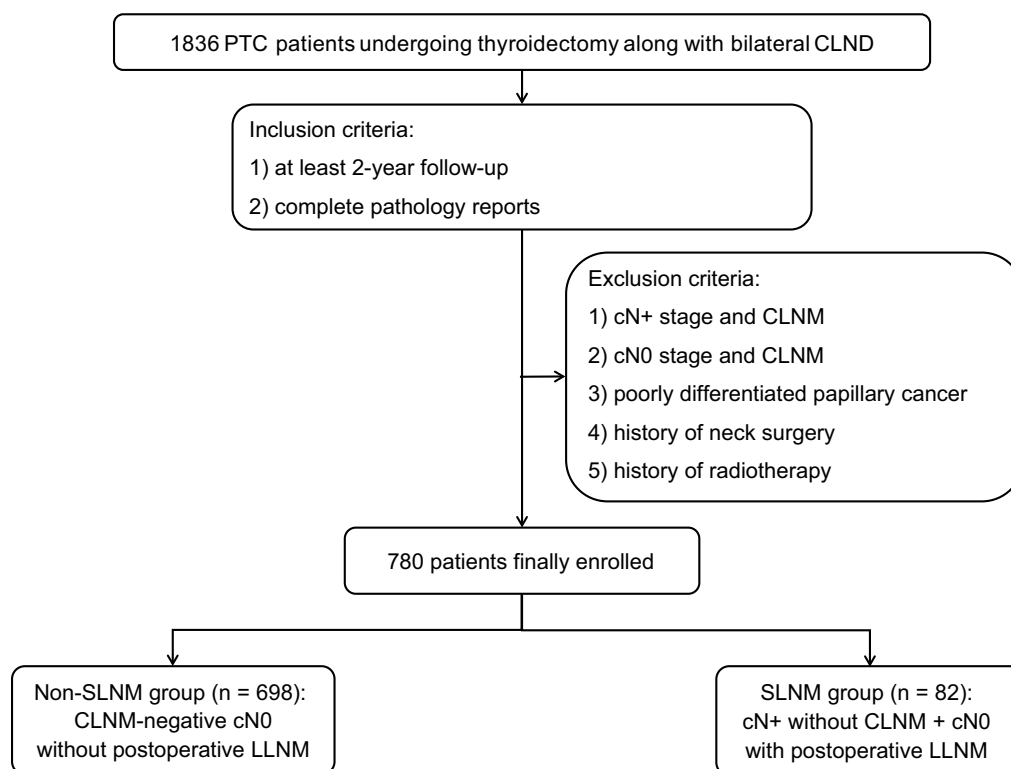 1836 PTC patients undergoing thyroidectomy along with bilateral CLND
Inclusion criteria:
1) at least 2-year follow-up
2) complete pathology reports
Exclusion criteria:
1) cN+ stage and CLNM
2) cN0 stage and CLNM
3) poorly differentiated papillary cancer
4) history of neck surgery
5) history of radiotherapy
780 patients finally enrolled
Non-SLNM group (n = 698):
CLNM-negative cN0
without postoperative LLNM
SLNM group (n = 82):
cN+ without CLNM + cN0
with postoperative LLNM